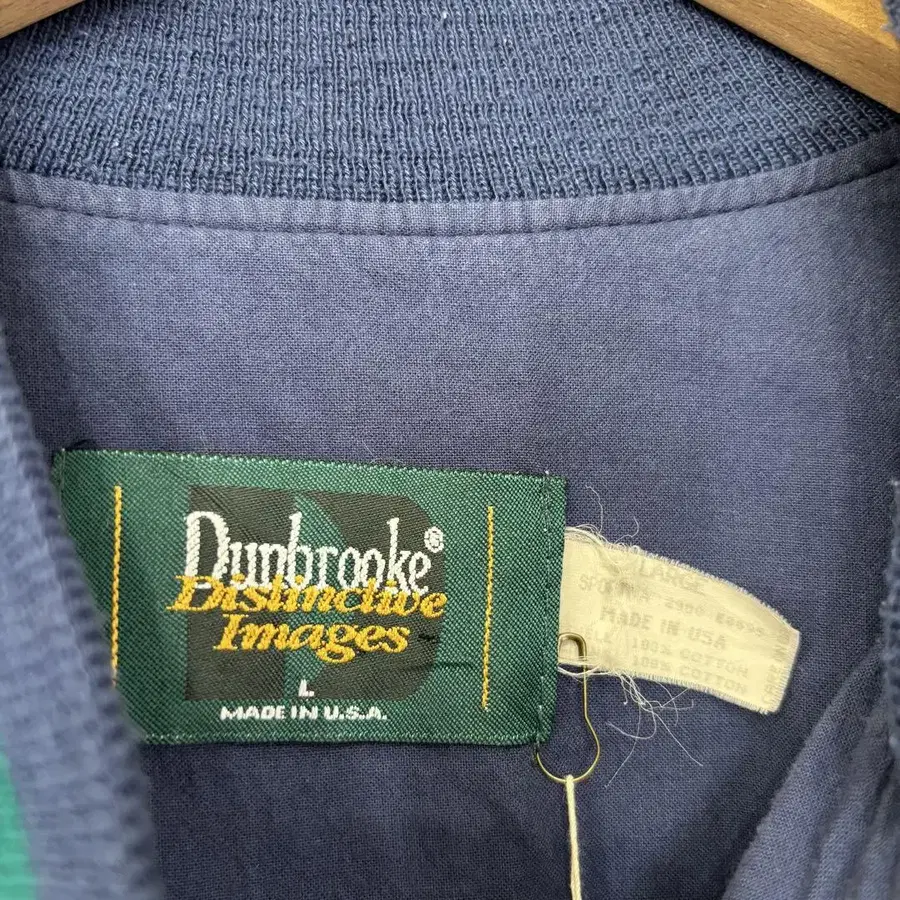 Dunbrooke®
Distinctive
Images
L
MADE IN U.S.A.
LARGE
MADE IN USA
100% COTTON
100% COTTON